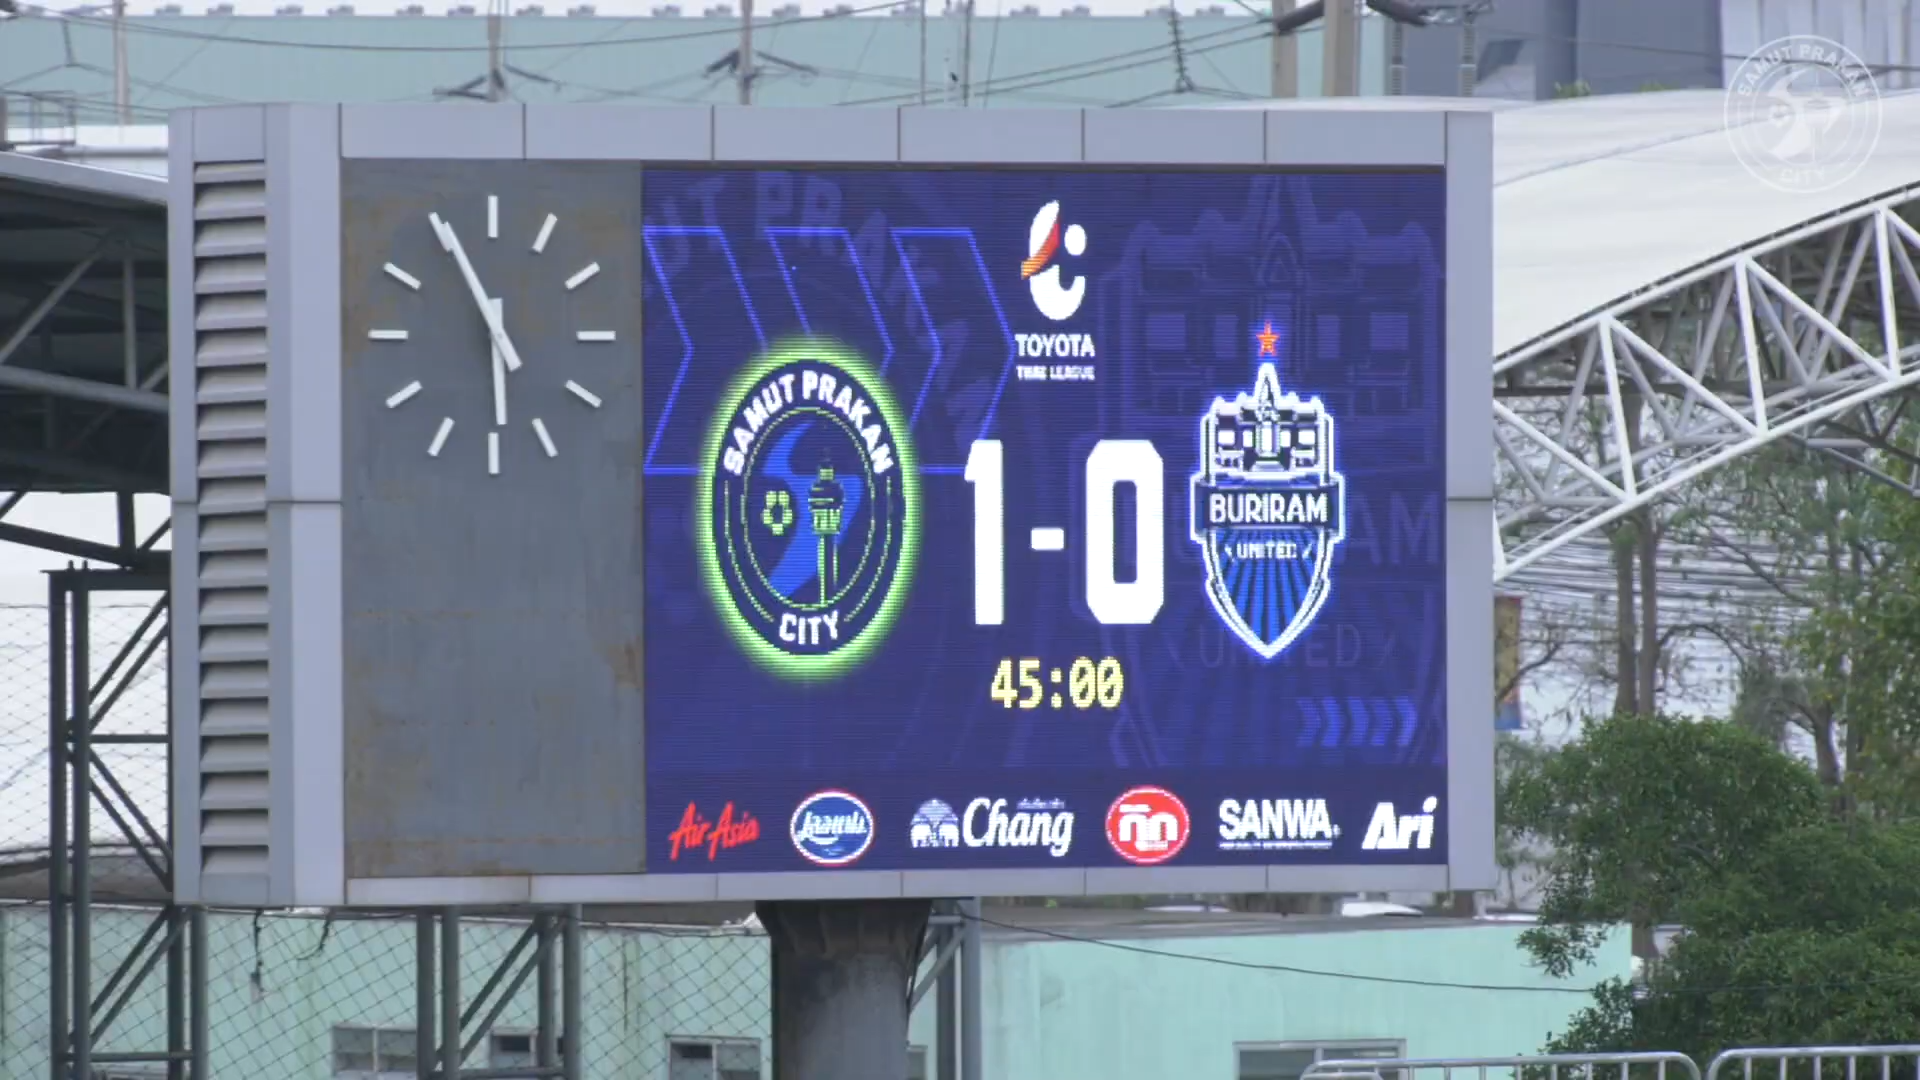 SAMUT PRAKAN
CITY
TOYOTA
THAI LEAGUE
SAMUT PRAKAN
CITY
1-0
BURIRAM
UNITED
45:00
AirAsia
Chang
SANWA
Ari